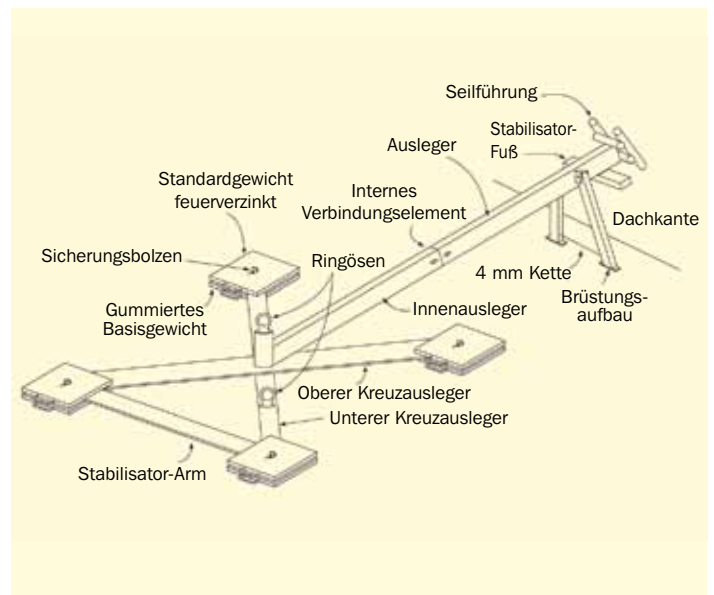 Seilführung
Stabilisator-
Fuß
Ausleger
Standardgewicht
feuerverzinkt
Internes
Verbindungselement
Dachkante
Sicherungsbolzen
Ringösen
4 mm Kette
Brüstungs-
aufbau
Gummiertes
Basisgewicht
Innenausleger
Oberer Kreuzausleger
Unterer Kreuzausleger
Stabilisator-Arm